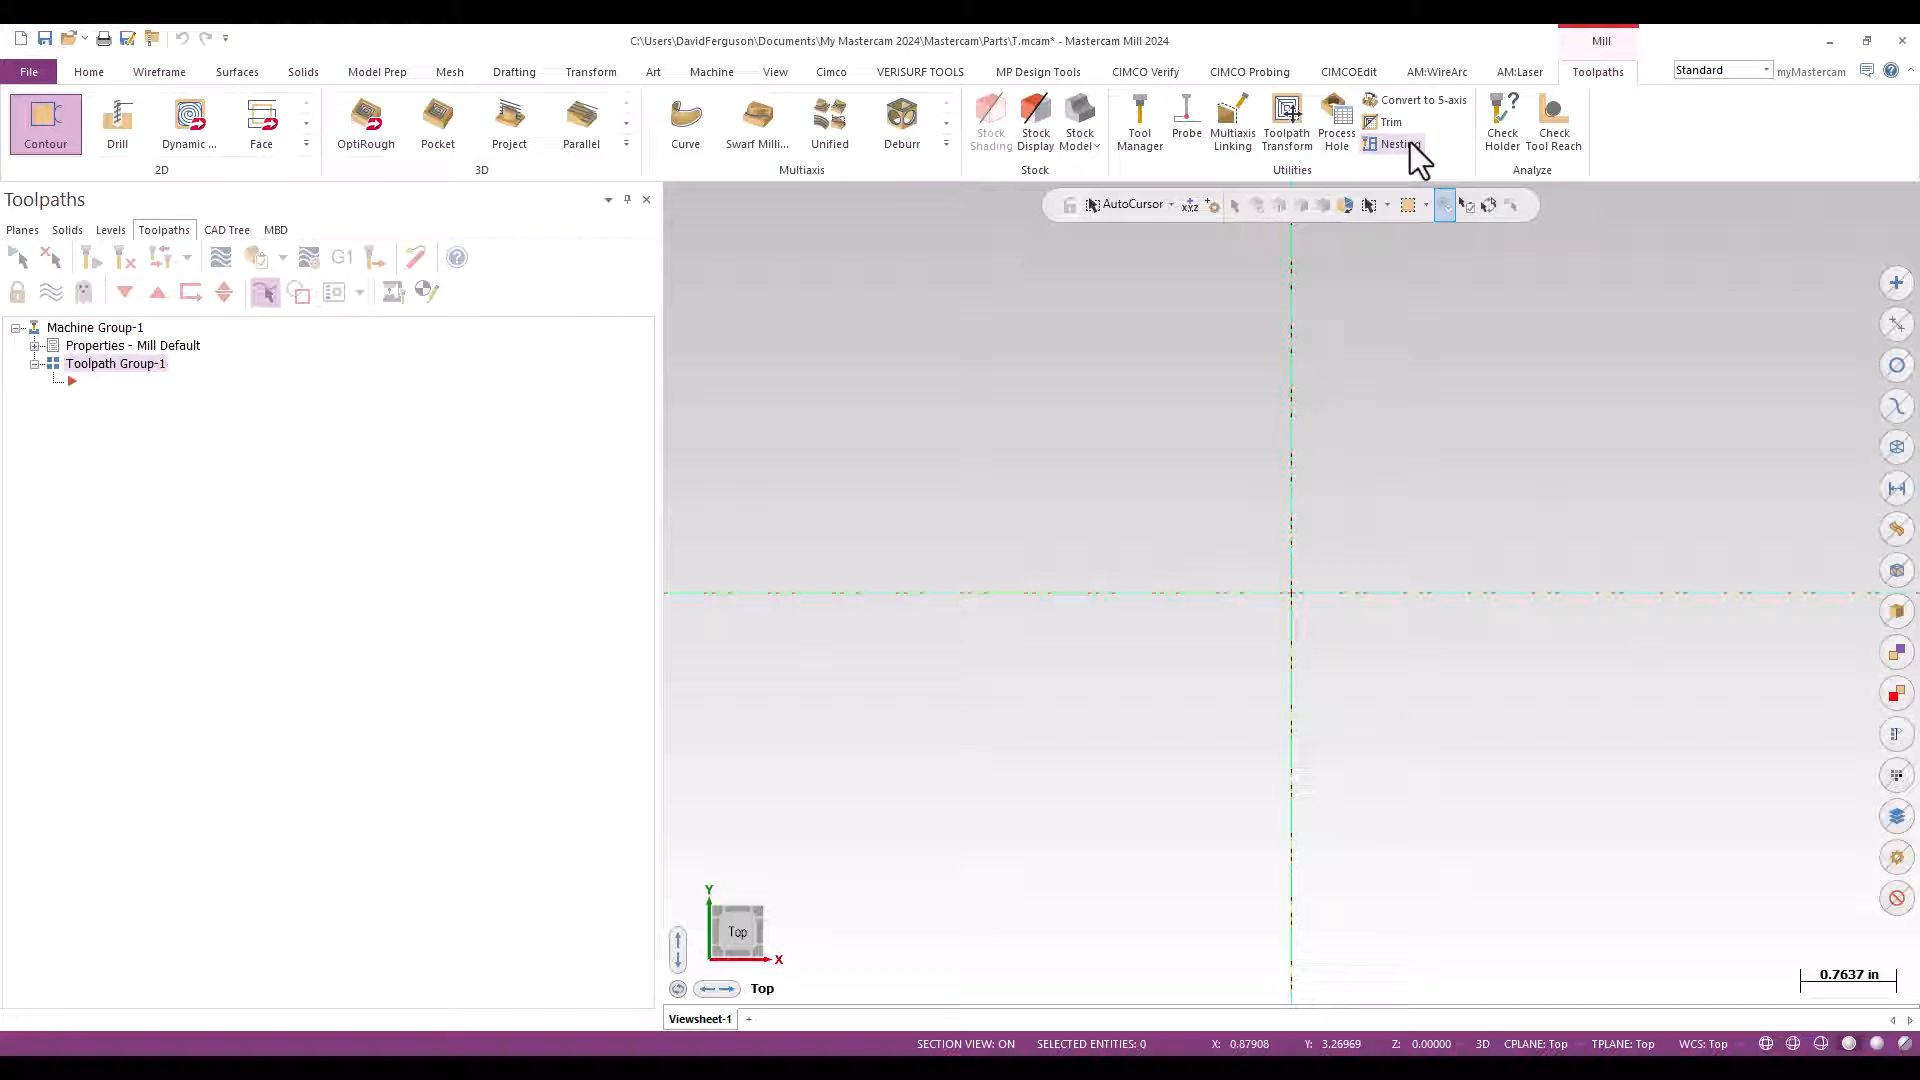 C:\Users\DavidFerguson\Documents\My Mastercam 2024\Mastercam\Parts\T.mcam* - Mastercam Mill 2024
Mill
File Home Wireframe Surfaces Solids Model Prep Mesh Drafting Transform Art Machine View Cimco VERISURF TOOLS MP Design Tools CIMCO Verify CIMCO Probing CIMCOEdit AM:WireArc AM:Laser Toolpaths Standard myMastercam
Contour Drill Dynamic ... Face
2D
OptiRough Pocket Project Parallel
3D
Curve Swarf Milli... Unified Deburr
Multiaxis
Stock Shading Stock Display Stock Model
Stock
Tool Manager Probe Multiaxis Linking Toolpath Transform Process Hole
Convert to 5-axis
Trim
Nesting
Utilities
Check Holder Check Tool Reach
Analyze
Toolpaths
Planes Solids Levels Toolpaths CAD Tree MBD
G1
Machine Group-1
Properties - Mill Default
Toolpath Group-1
AutoCursor XYZ
Y
Top
X
Top
0.7637 in
Viewsheet-1 +
SECTION VIEW: ON SELECTED ENTITIES: 0 X: 0.87908 Y: 3.26969 Z: 0.00000 3D CPLANE: Top TPLANE: Top WCS: Top